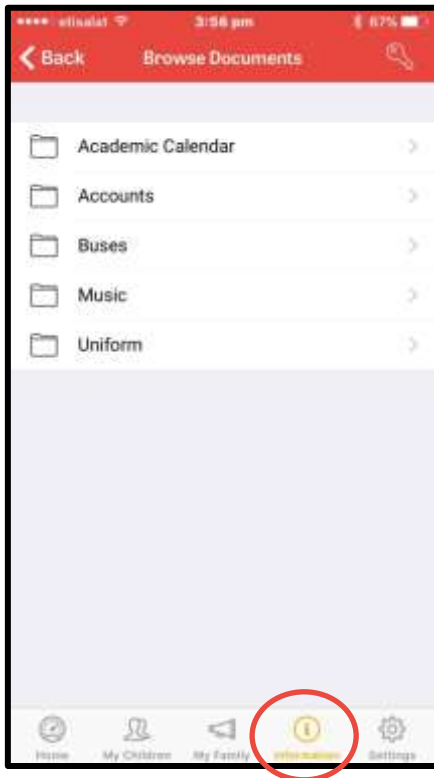 etisalat 3:56 pm 67%
Back Browse Documents
Academic Calendar
Accounts
Buses
Music
Uniform
Home My Children My Family Information Settings